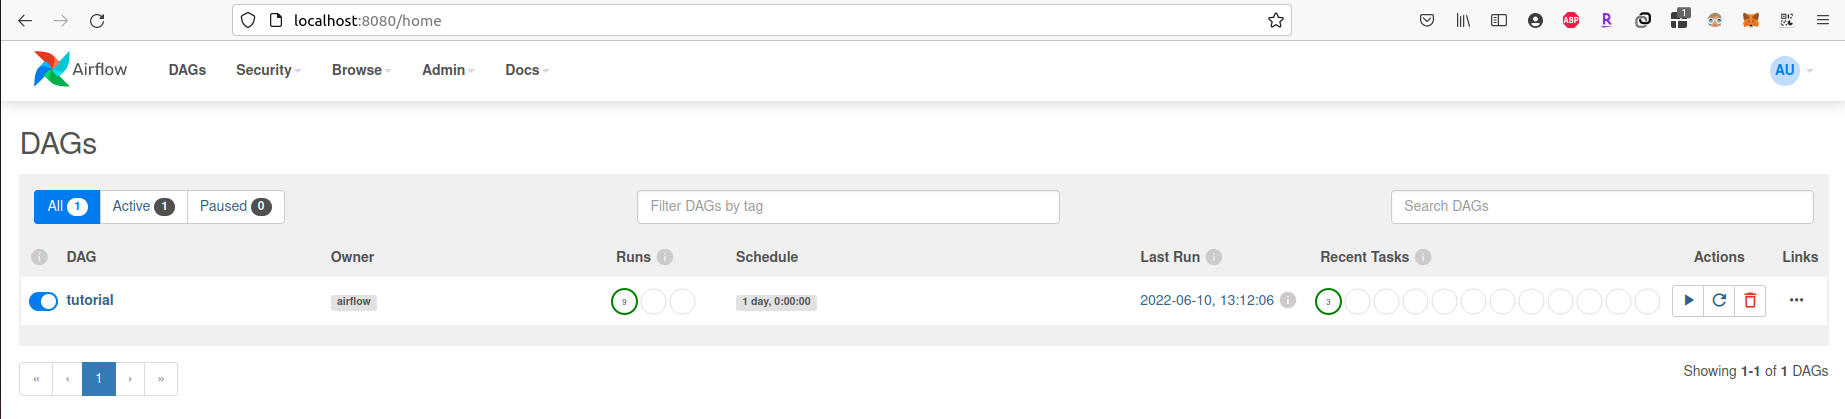 localhost:8080/home
ABP R 1
Airflow DAGs Security Browse Admin Docs AU
DAGs
All 1 Active 1 Paused 0 Filter DAGs by tag Search DAGs
i DAG Owner Runs i Schedule Last Run i Recent Tasks i Actions Links
tutorial airflow 9 1 day, 0:00:00 2022-06-10, 13:12:06 i 3 ...
« ‹ 1 › » Showing 1-1 of 1 DAGs